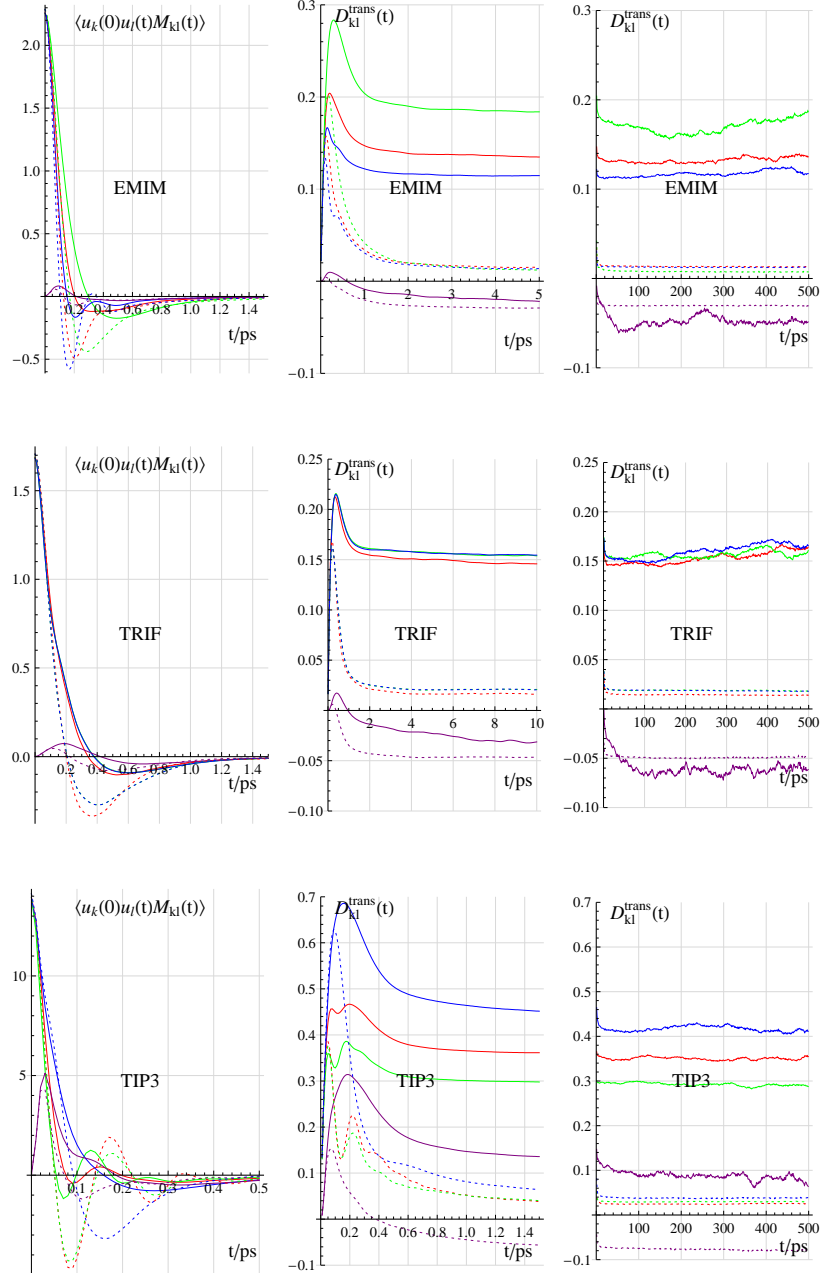 ⟨u_k(0)u_l(t)M_kl(t)⟩
2.0
1.5
1.0
0.5
−0.5
EMIM
0.2 0.4 0.6 0.8 1.0 1.2 1.4
t/ps
D_kl^trans(t)
0.3
0.2
0.1
−0.1
EMIM
1 2 3 4 5
t/ps
D_kl^trans(t)
0.3
0.2
0.1
−0.1
EMIM
100 200 300 400 500
t/ps
⟨u_k(0)u_l(t)M_kl(t)⟩
1.5
1.0
0.5
0.0
TRIF
0.2 0.4 0.6 0.8 1.0 1.2 1.4
t/ps
D_kl^trans(t)
0.25
0.20
0.15
0.10
0.05
−0.05
−0.10
TRIF
2 4 6 8 10
t/ps
D_kl^trans(t)
0.25
0.20
0.15
0.10
0.05
−0.05
−0.10
TRIF
100 200 300 400 500
t/ps
⟨u_k(0)u_l(t)M_kl(t)⟩
10
5
TIP3
0.1 0.2 0.3 0.4 0.5
t/ps
D_kl^trans(t)
0.7
0.6
0.5
0.4
0.3
0.2
0.1
−0.1
TIP3
0.2 0.4 0.6 0.8 1.0 1.2 1.4
t/ps
D_kl^trans(t)
0.7
0.6
0.5
0.4
0.3
0.2
0.1
−0.1
TIP3
100 200 300 400 500
t/ps